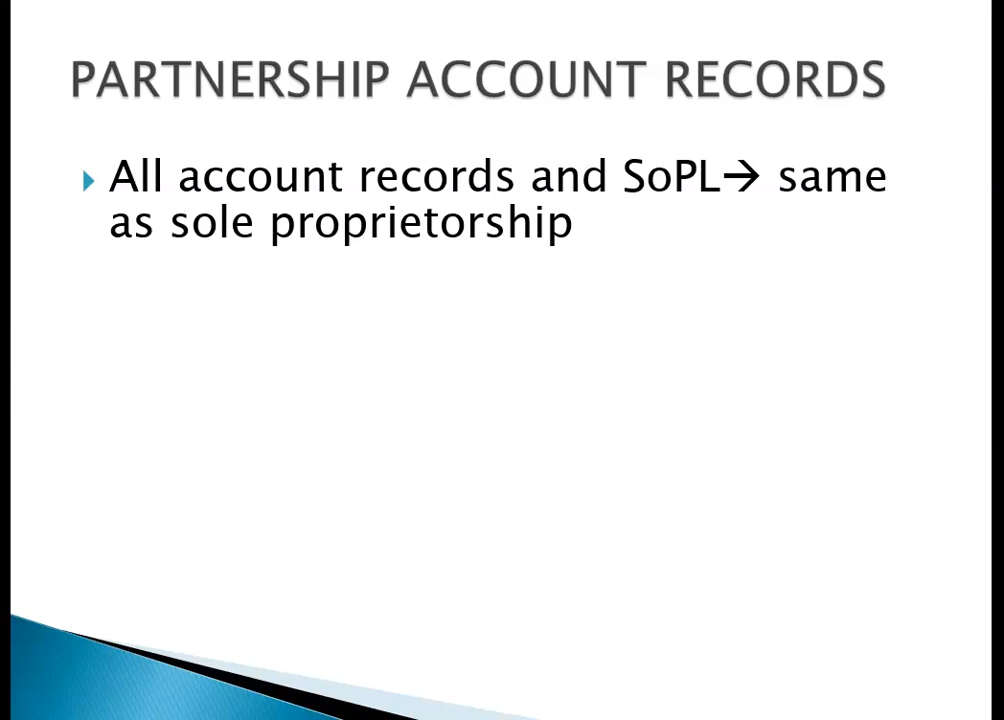 PARTNERSHIP ACCOUNT RECORDS
All account records and SoPL→ same
as sole proprietorship